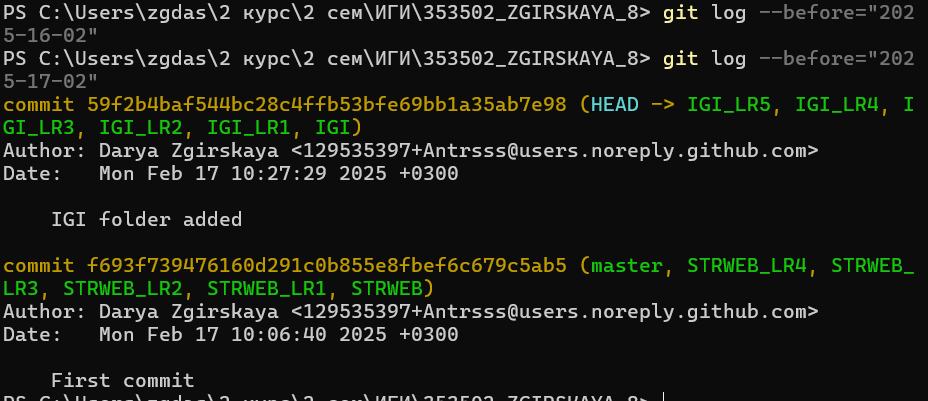 PS C:\Users\zgdas\2 курс\2 сем\ИГИ\353502_ZGIRSKAYA_8> git log --before="202
5-16-02"
PS C:\Users\zgdas\2 курс\2 сем\ИГИ\353502_ZGIRSKAYA_8> git log --before="202
5-17-02"
commit 59f2b4baf544bc28c4ffb53bfe69bb1a35ab7e98 (HEAD -> IGI_LR5, IGI_LR4, I
GI_LR3, IGI_LR2, IGI_LR1, IGI)
Author: Darya Zgirskaya <129535397+Antrsss@users.noreply.github.com>
Date:   Mon Feb 17 10:27:29 2025 +0300
    IGI folder added
commit f693f739476160d291c0b855e8fbef6c679c5ab5 (master, STRWEB_LR4, STRWEB_
LR3, STRWEB_LR2, STRWEB_LR1, STRWEB)
Author: Darya Zgirskaya <129535397+Antrsss@users.noreply.github.com>
Date:   Mon Feb 17 10:06:40 2025 +0300
    First commit
PS C:\Users\zgdas\2 курс\2 сем\ИГИ\353502_ZGIRSKAYA_8>